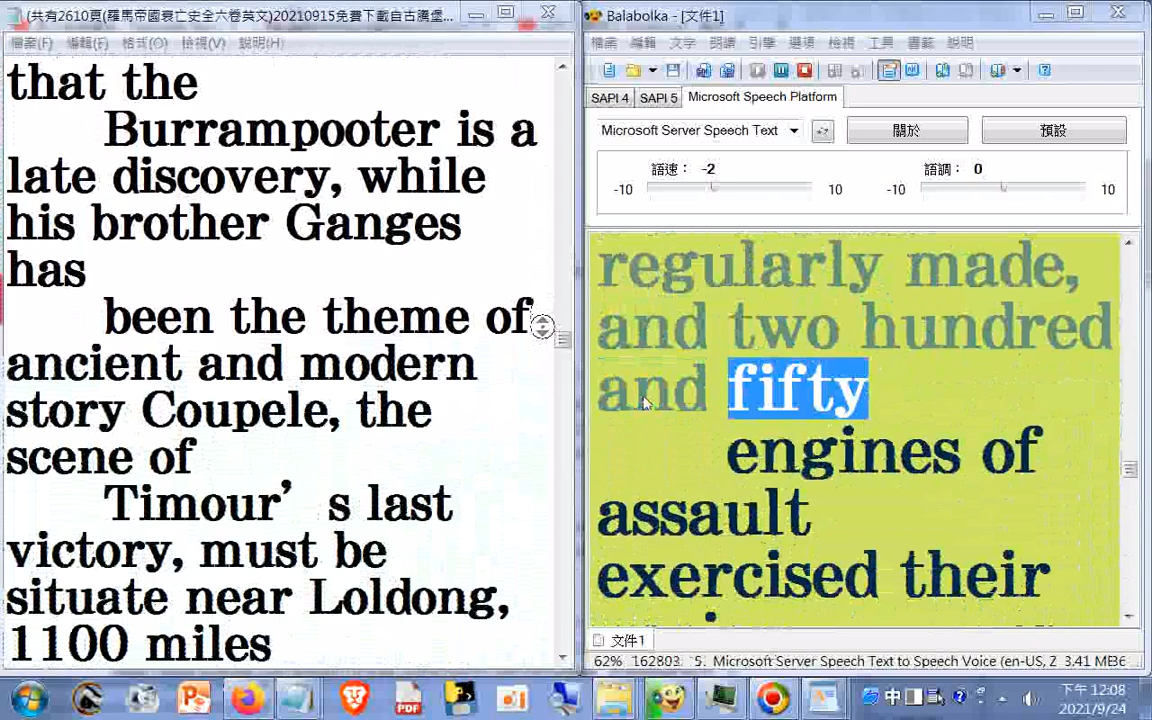 (共有2610頁(羅馬帝國衰亡史全六卷英文)20210915免費下載自古騰堡...
檔案(F) 編輯(E) 格式(O) 檢視(V) 說明(H)
that the
Burrampooter is a
late discovery, while
his brother Ganges
has
been the theme of
ancient and modern
story Coupele, the
scene of
Timour’s last
victory, must be
situate near Loldong,
1100 miles
Balabolka - [文件1]
檔案 編輯 文字 朗讀 引擎 選項 檢視 工具 書籤 說明
SAPI 4 SAPI 5 Microsoft Speech Platform
Microsoft Server Speech Text 關於 預設
語速： -2 語調： 0
-10 10 -10 10
regularly made,
and two hundred
and fifty
engines of
assault
exercised their
文件1
62% 162803 Microsoft Server Speech Text to Speech Voice (en-US, Z 3.41 MB
PDF 中 下午 12:08
2021/9/24